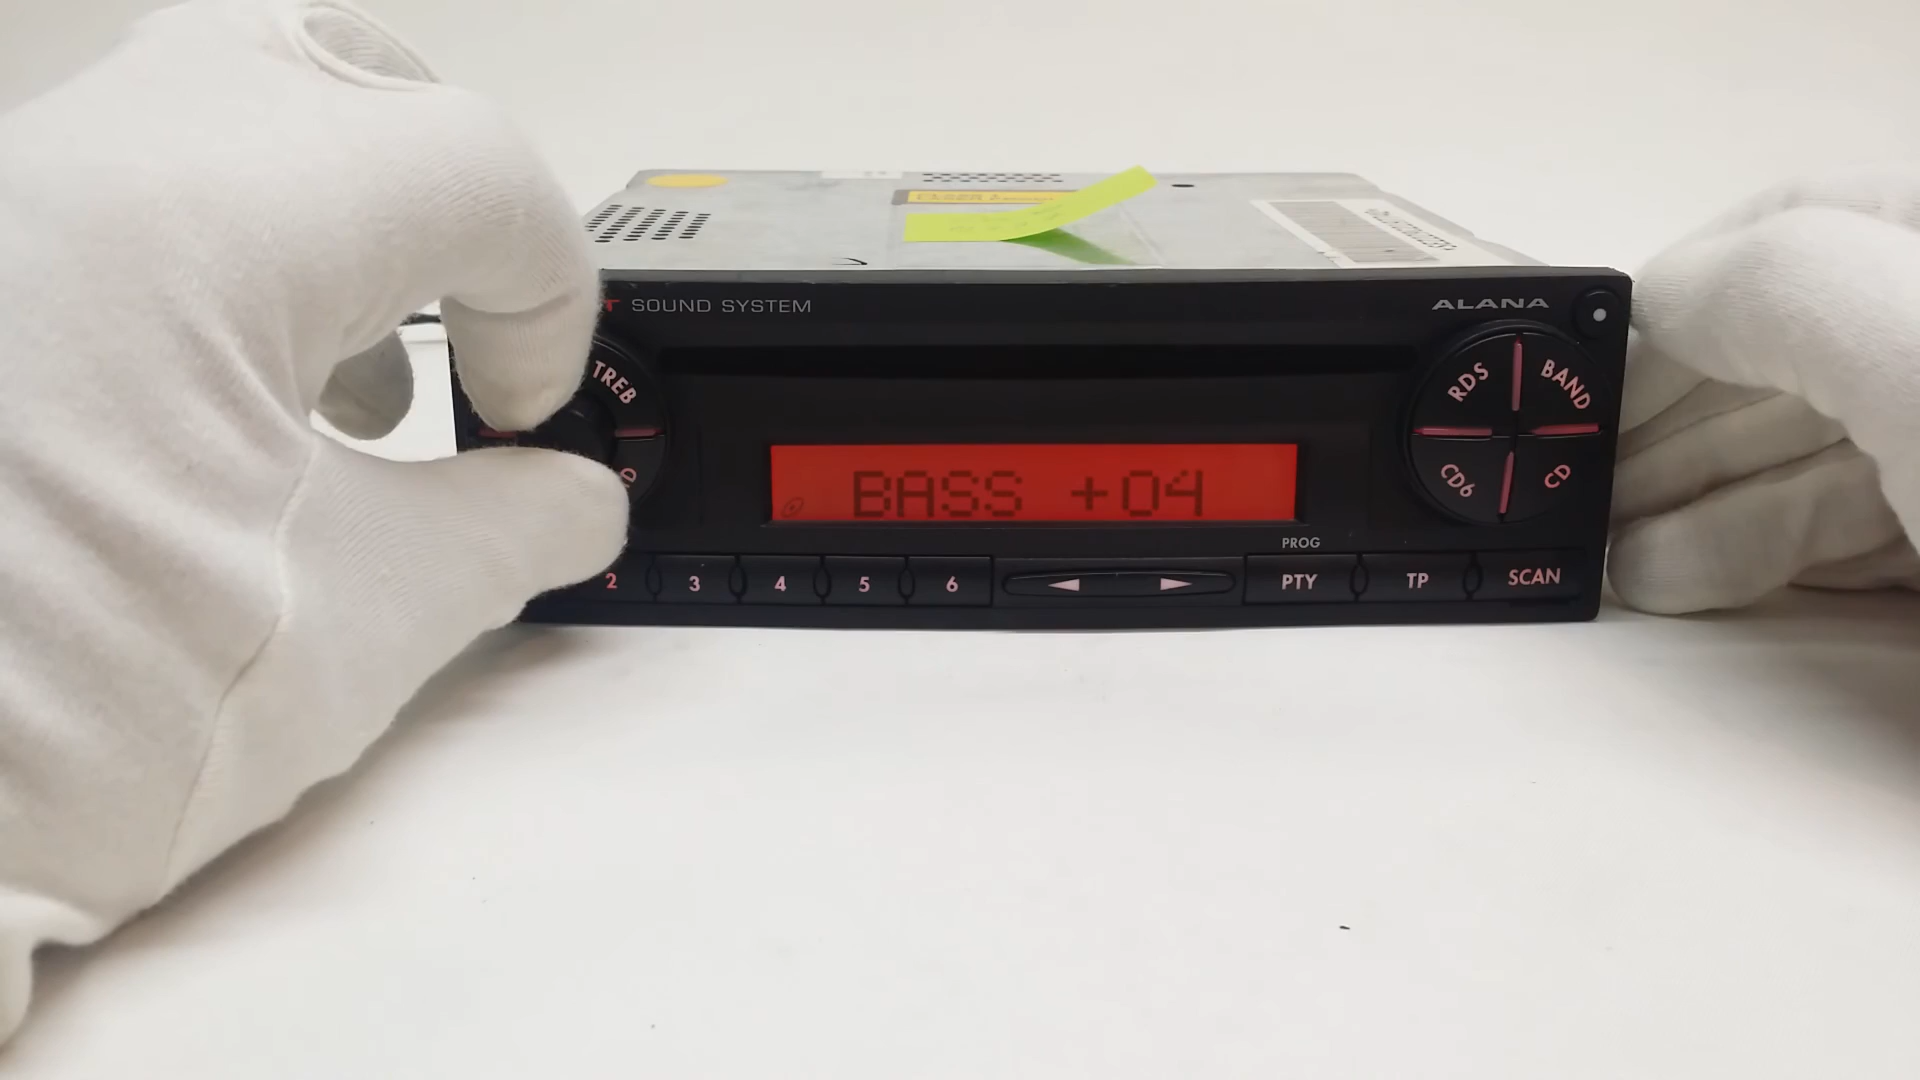 T SOUND SYSTEM
ALANA
TREB
RDS
BAND
CD6
CD
BASS +04
PROG
2 3 4 5 6
PTY
TP
SCAN